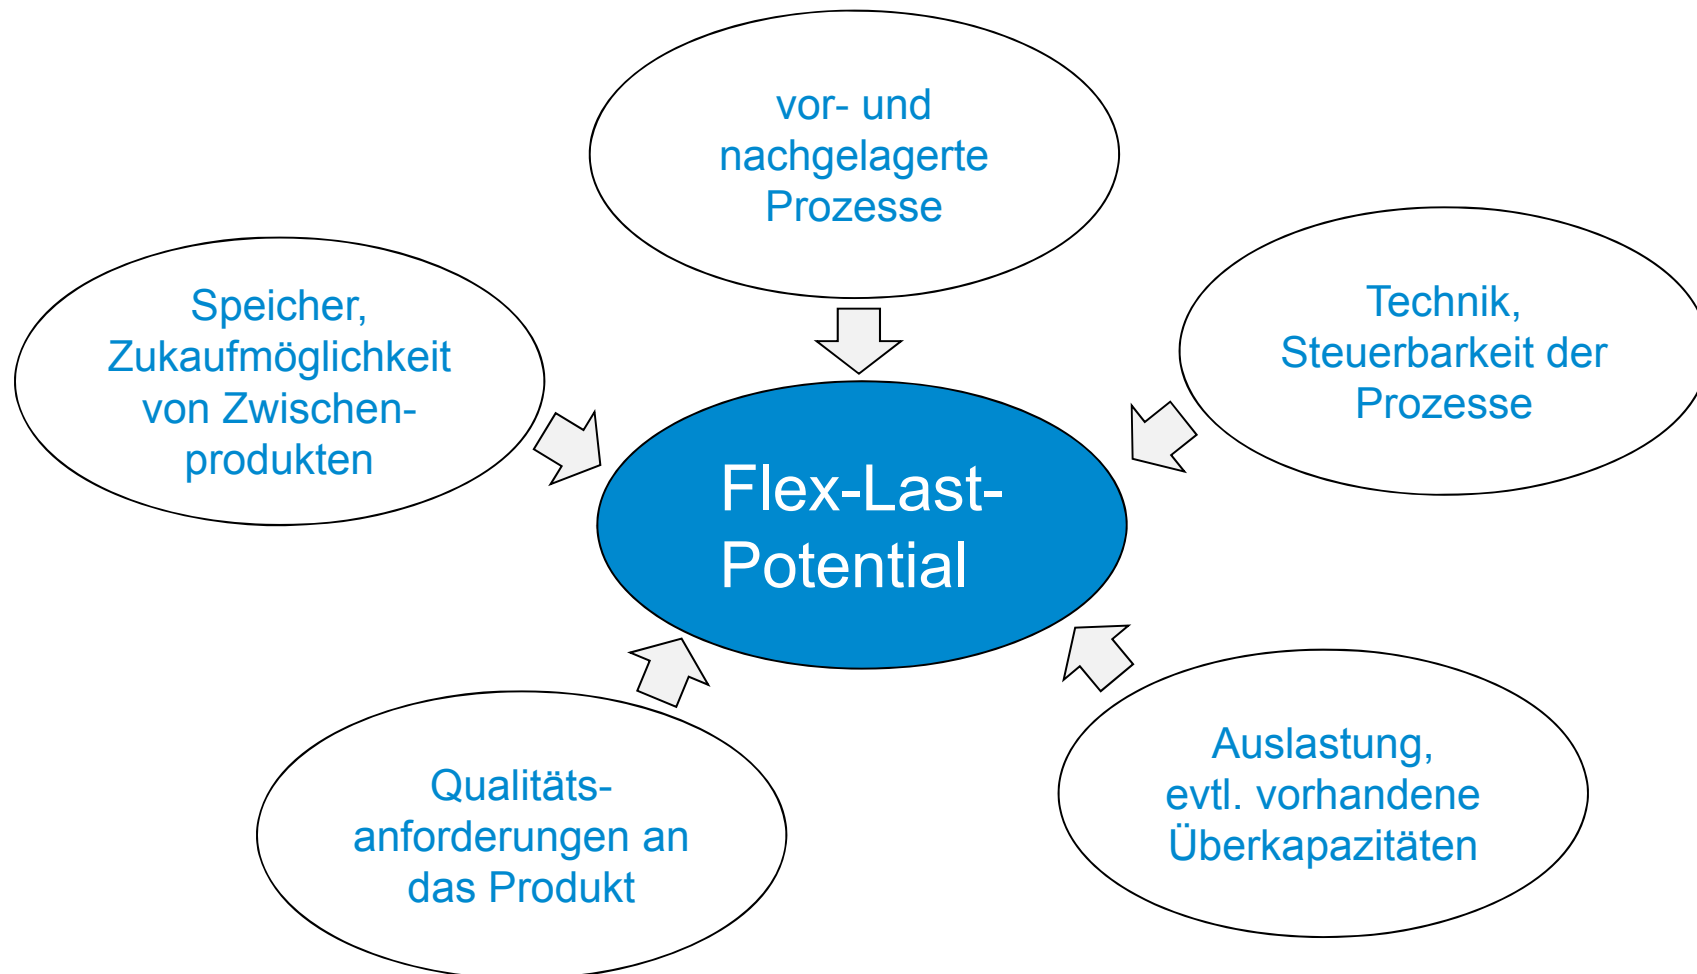 vor- und
nachgelagerte
Prozesse
Speicher,
Zukaufmöglichkeit
von Zwischen-
produkten
Technik,
Steuerbarkeit der
Prozesse
Flex-Last-
Potential
Qualitäts-
anforderungen an
das Produkt
Auslastung,
evtl. vorhandene
Überkapazitäten